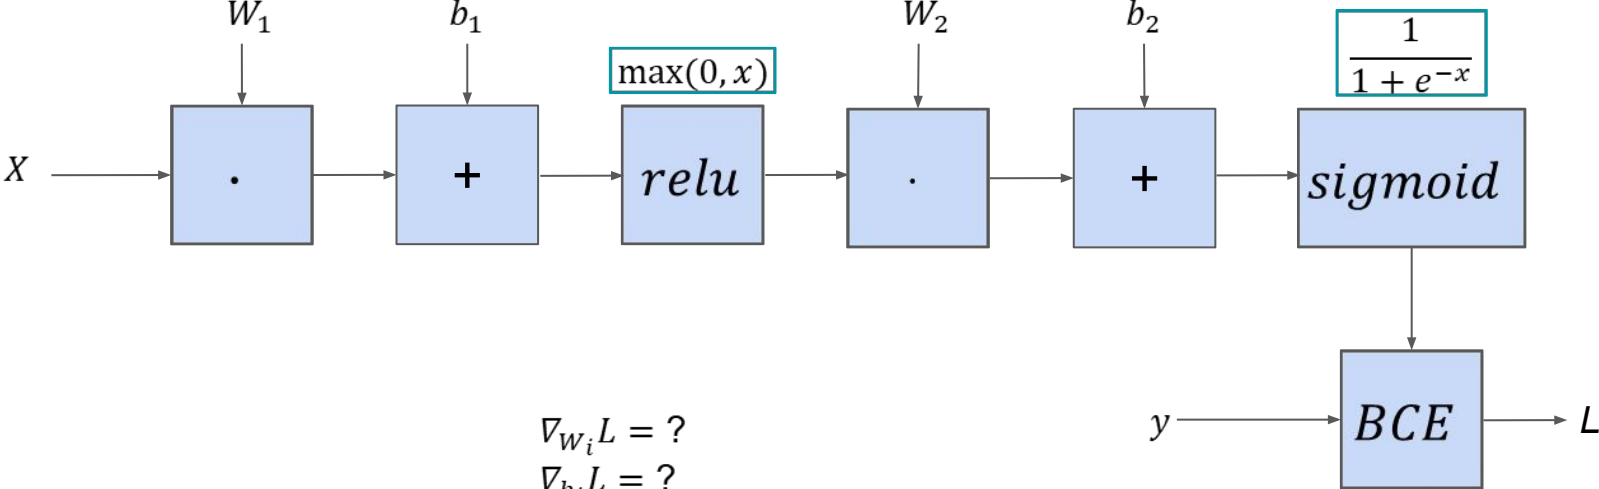 W₁ b₁ W₂ b₂
max(0, x)
1
1 + e⁻ˣ
X · + relu · + sigmoid
y BCE L
∇_{Wᵢ}L = ?
∇_{bᵢ}L = ?